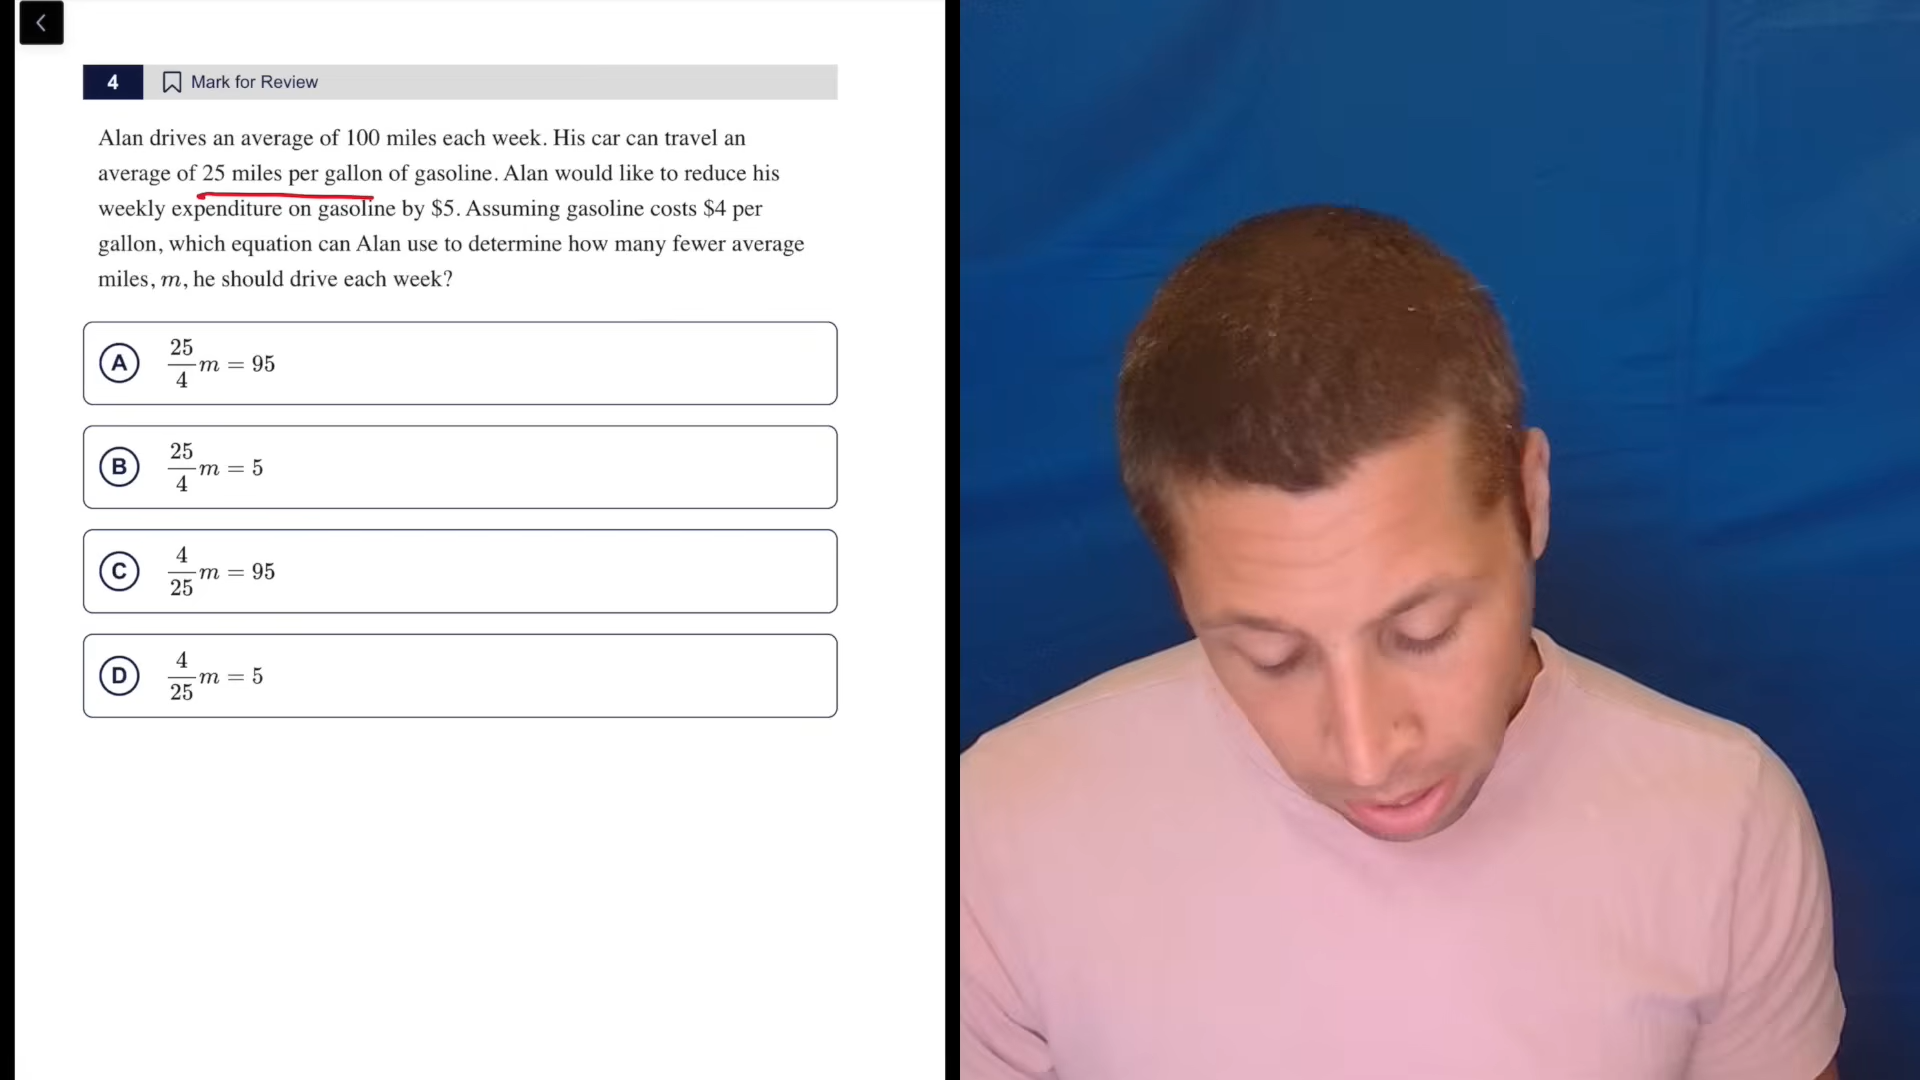 4 Mark for Review
Alan drives an average of 100 miles each week. His car can travel an
average of 25 miles per gallon of gasoline. Alan would like to reduce his
weekly expenditure on gasoline by $5. Assuming gasoline costs $4 per
gallon, which equation can Alan use to determine how many fewer average
miles, m, he should drive each week?
A 25/4 m = 95
B 25/4 m = 5
C 4/25 m = 95
D 4/25 m = 5